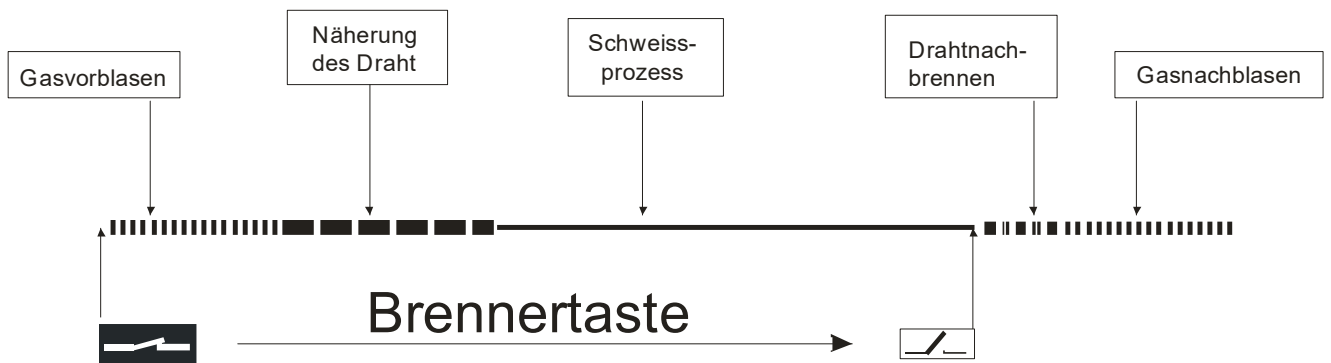 Gasvorblasen
Näherung
des Draht
Schweiss-
prozess
Drahtnach-
brennen
Gasnachblasen
Brennertaste